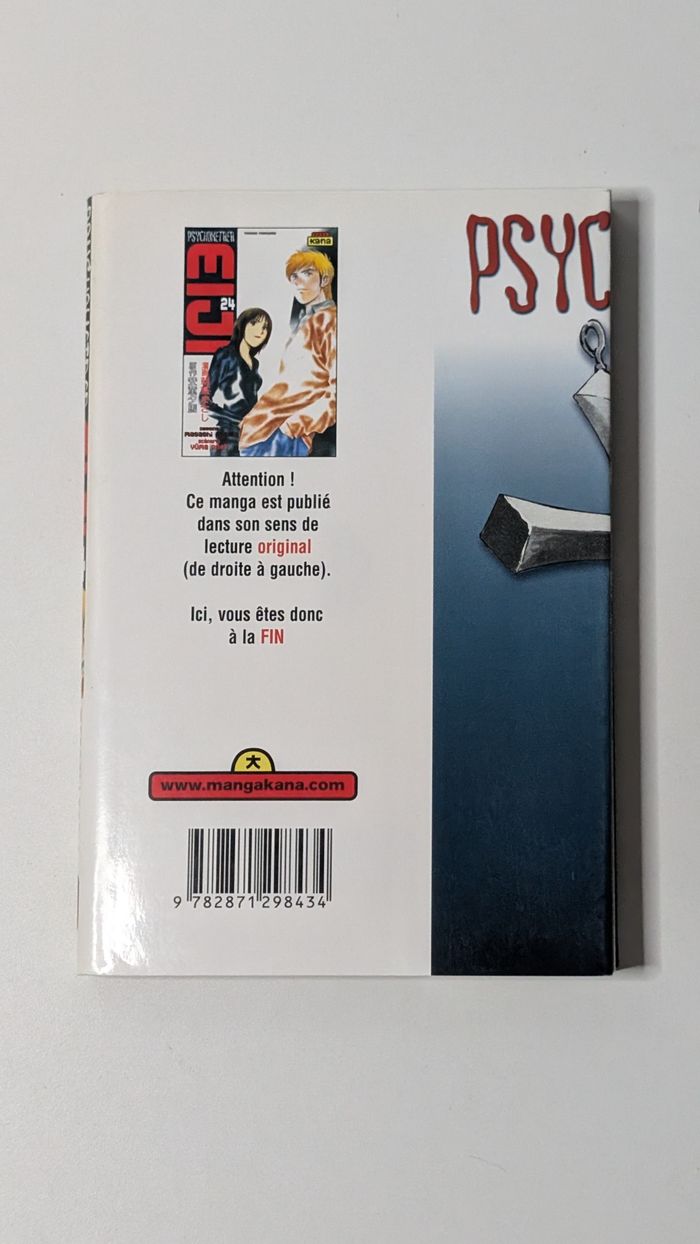 PSYCHOMETRER
EIJI
24
KANA
PSYC
Attention !
Ce manga est publié
dans son sens de
lecture original
(de droite à gauche).
Ici, vous êtes donc
à la FIN
大
www.mangakana.com
9 782871 298434